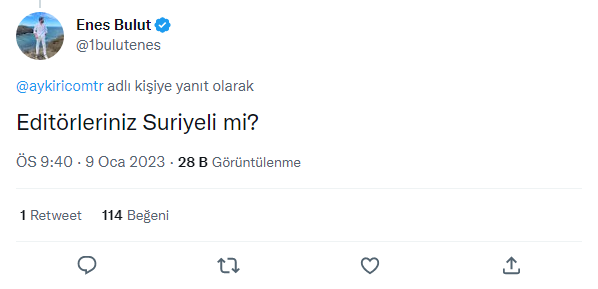 Enes Bulut
@1bulutenes
@aykiricomtr adlı kişiye yanıt olarak
Editörleriniz Suriyeli mi?
ÖS 9:40 · 9 Oca 2023 · 28 B Görüntülenme
1 Retweet 114 Beğeni